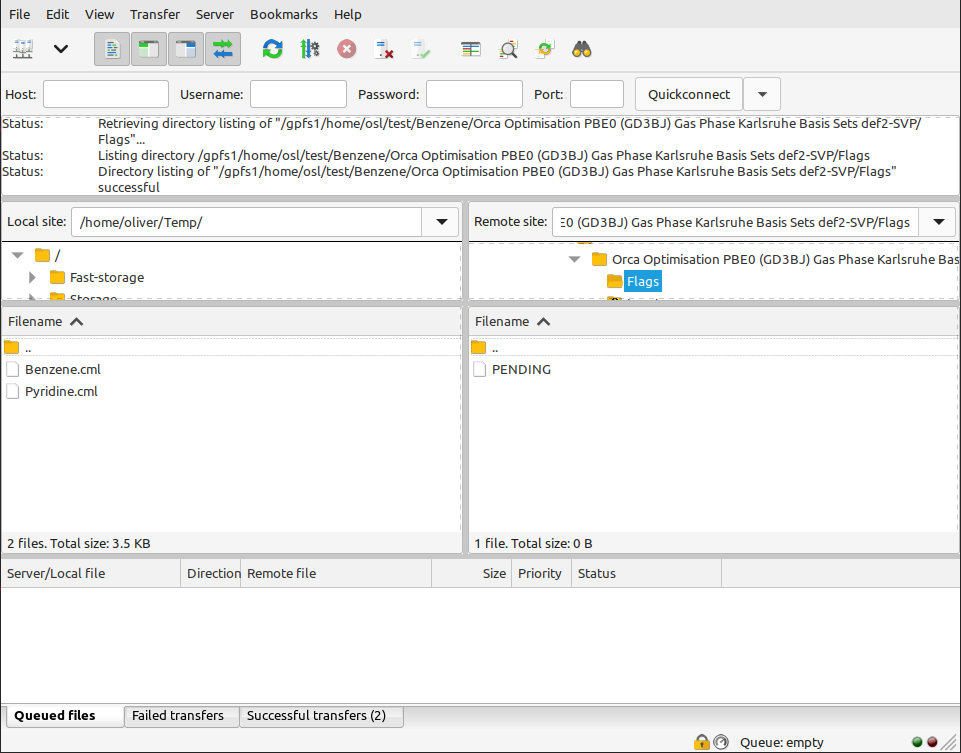 File Edit View Transfer Server Bookmarks Help
Host: Username: Password: Port: Quickconnect
Status: Retrieving directory listing of "/gpfs1/home/osl/test/Benzene/Orca Optimisation PBE0 (GD3BJ) Gas Phase Karlsruhe Basis Sets def2-SVP/
Flags"...
Status: Listing directory /gpfs1/home/osl/test/Benzene/Orca Optimisation PBE0 (GD3BJ) Gas Phase Karlsruhe Basis Sets def2-SVP/Flags
Status: Directory listing of "/gpfs1/home/osl/test/Benzene/Orca Optimisation PBE0 (GD3BJ) Gas Phase Karlsruhe Basis Sets def2-SVP/Flags"
successful
Local site: /home/oliver/Temp/
/
Fast-storage
Storage
Remote site: E0 (GD3BJ) Gas Phase Karlsruhe Basis Sets def2-SVP/Flags
Orca Optimisation PBE0 (GD3BJ) Gas Phase Karlsruhe Bas
Flags
Filename
..
Benzene.cml
Pyridine.cml
2 files. Total size: 3.5 KB
Filename
..
PENDING
1 file. Total size: 0 B
Server/Local file Direction Remote file Size Priority Status
Queued files Failed transfers Successful transfers (2)
Queue: empty